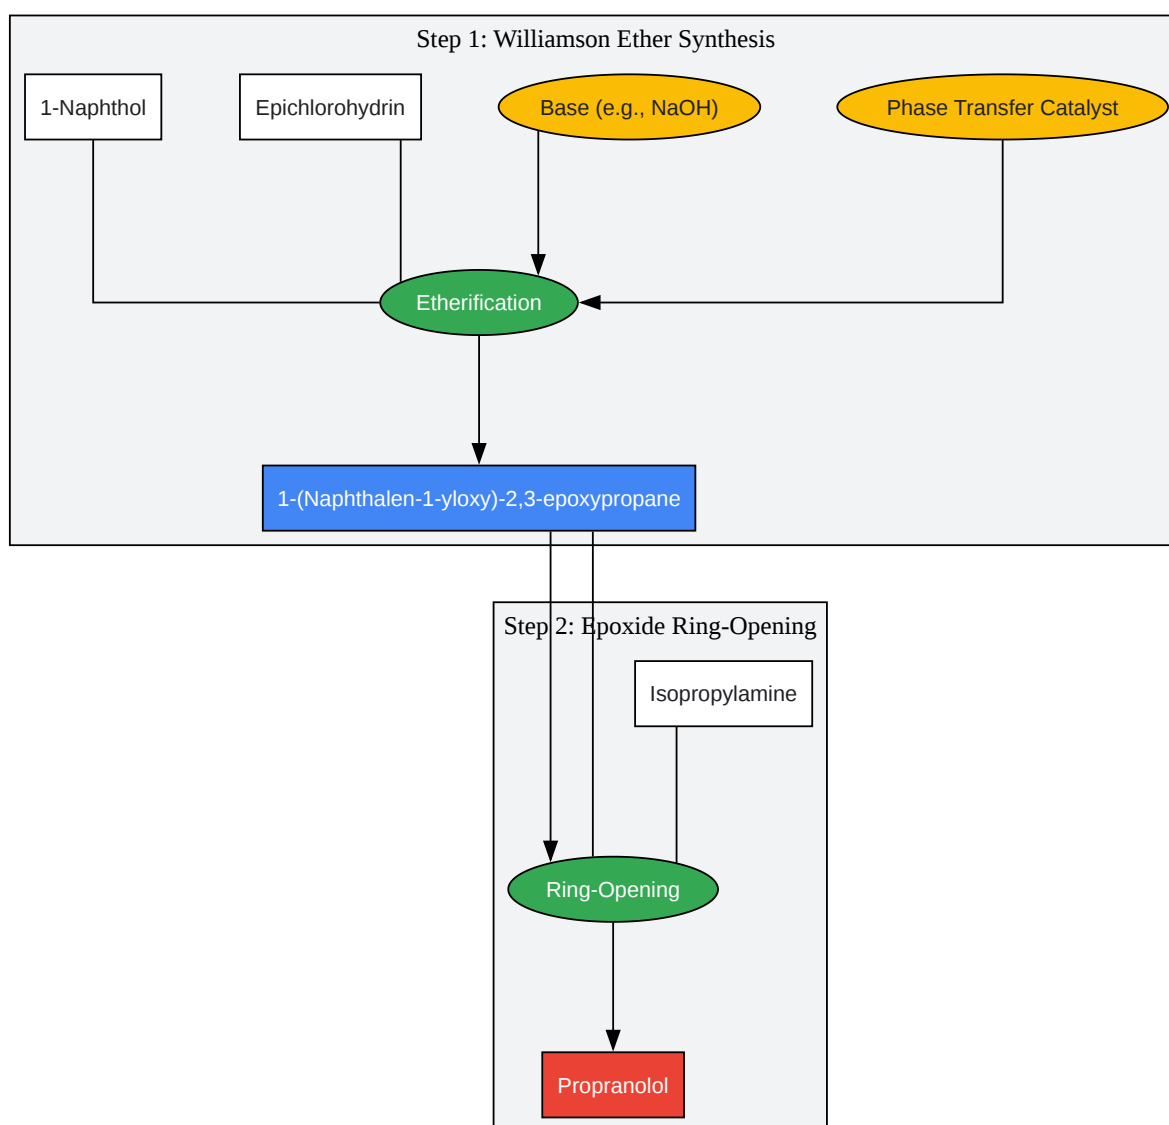 Step 1: Williamson Ether Synthesis
1-Naphthol
Epichlorohydrin
Base (e.g., NaOH)
Phase Transfer Catalyst
Etherification
1-(Naphthalen-1-yloxy)-2,3-epoxypropane
Step 2: Epoxide Ring-Opening
Isopropylamine
Ring-Opening
Propranolol